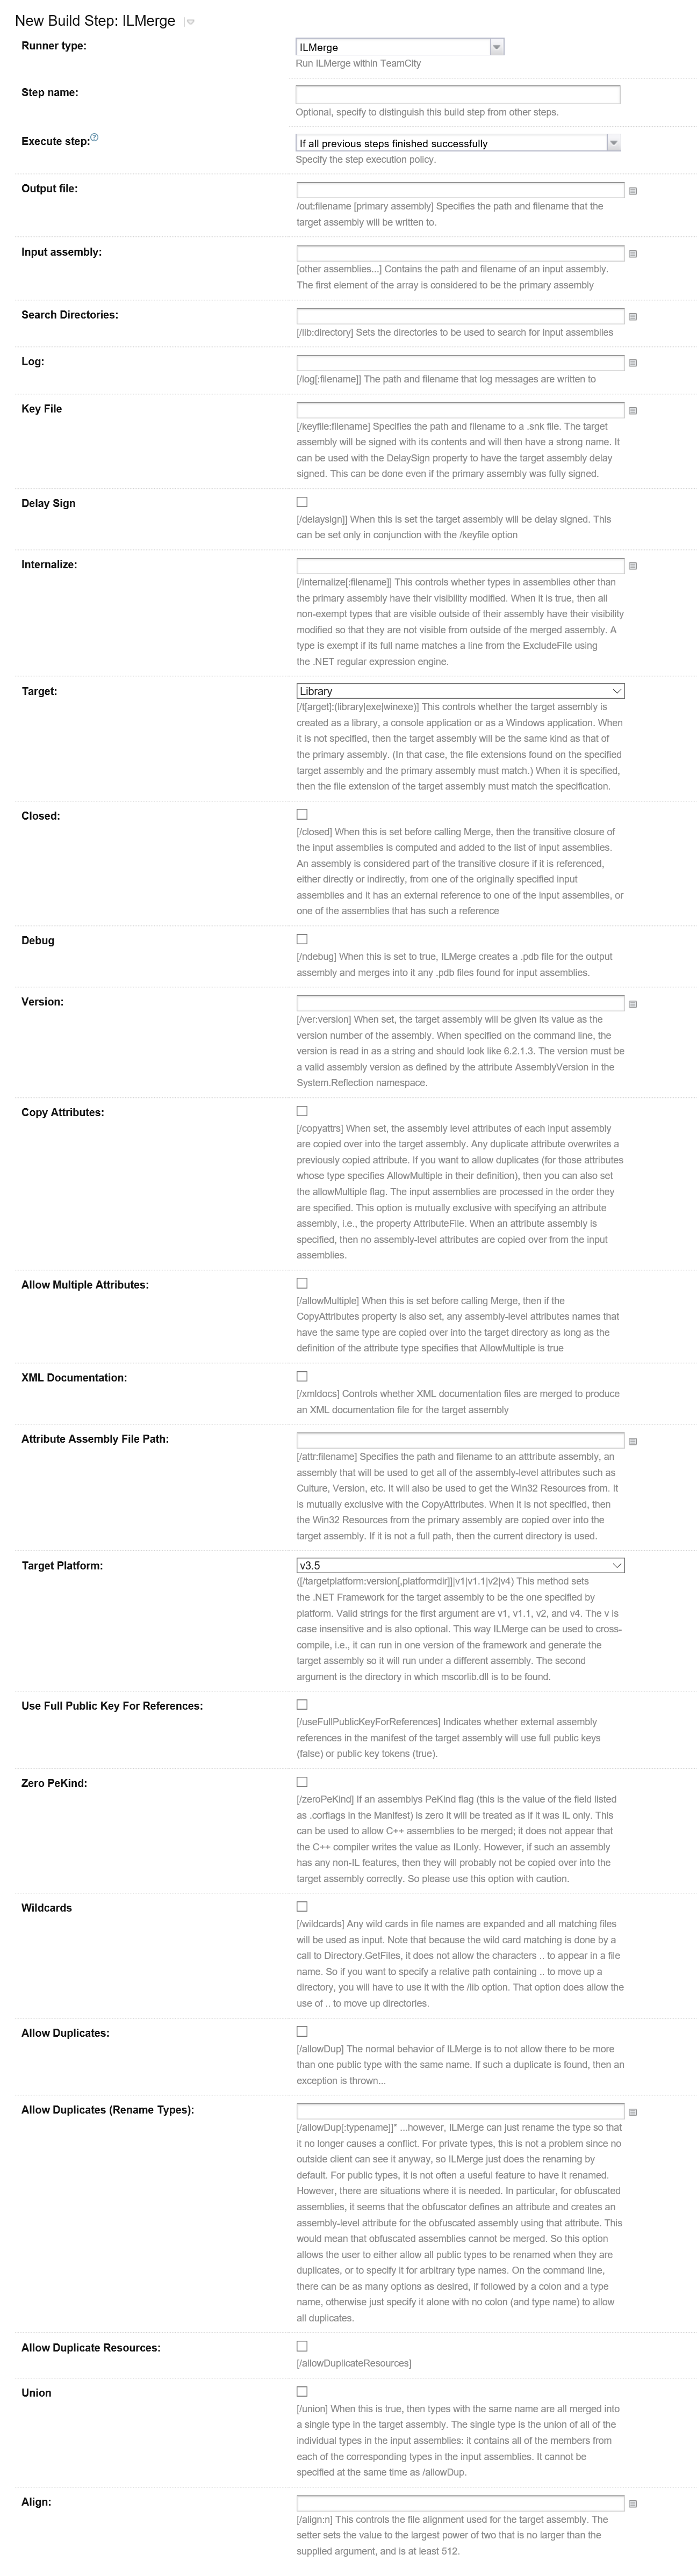 New Build Step: ILMerge
Runner type:
ILMerge
Run ILMerge within TeamCity
Step name:
Optional, specify to distinguish this build step from other steps.
Execute step:
If all previous steps finished successfully
Specify the step execution policy.
Output file:
/out:filename [primary assembly] Specifies the path and filename that the
target assembly will be written to.
Input assembly:
[other assemblies...] Contains the path and filename of an input assembly.
The first element of the array is considered to be the primary assembly
Search Directories:
[/lib:directory] Sets the directories to be used to search for input assemblies
Log:
[/log[:filename]] The path and filename that log messages are written to
Key File
[/keyfile:filename] Specifies the path and filename to a .snk file. The target
assembly will be signed with its contents and will then have a strong name. It
can be used with the DelaySign property to have the target assembly delay
signed. This can be done even if the primary assembly was fully signed.
Delay Sign
[/delaysign]] When this is set the target assembly will be delay signed. This
can be set only in conjunction with the /keyfile option
Internalize:
[/internalize[:filename]] This controls whether types in assemblies other than
the primary assembly have their visibility modified. When it is true, then all
non-exempt types that are visible outside of their assembly have their visibility
modified so that they are not visible from outside of the merged assembly. A
type is exempt if its full name matches a line from the ExcludeFile using
the .NET regular expression engine.
Target:
Library
[/t[arget]:(library|exe|winexe)] This controls whether the target assembly is
created as a library, a console application or as a Windows application. When
it is not specified, then the target assembly will be the same kind as that of
the primary assembly. (In that case, the file extensions found on the specified
target assembly and the primary assembly must match.) When it is specified,
then the file extension of the target assembly must match the specification.
Closed:
[/closed] When this is set before calling Merge, then the transitive closure of
the input assemblies is computed and added to the list of input assemblies.
An assembly is considered part of the transitive closure if it is referenced,
either directly or indirectly, from one of the originally specified input
assemblies and it has an external reference to one of the input assemblies, or
one of the assemblies that has such a reference
Debug
[/ndebug] When this is set to true, ILMerge creates a .pdb file for the output
assembly and merges into it any .pdb files found for input assemblies.
Version:
[/ver:version] When set, the target assembly will be given its value as the
version number of the assembly. When specified on the command line, the
version is read in as a string and should look like 6.2.1.3. The version must be
a valid assembly version as defined by the attribute AssemblyVersion in the
System.Reflection namespace.
Copy Attributes:
[/copyattrs] When set, the assembly level attributes of each input assembly
are copied over into the target assembly. Any duplicate attribute overwrites a
previously copied attribute. If you want to allow duplicates (for those attributes
whose type specifies AllowMultiple in their definition), then you can also set
the allowMultiple flag. The input assemblies are processed in the order they
are specified. This option is mutually exclusive with specifying an attribute
assembly, i.e., the property AttributeFile. When an attribute assembly is
specified, then no assembly-level attributes are copied over from the input
assemblies.
Allow Multiple Attributes:
[/allowMultiple] When this is set before calling Merge, then if the
CopyAttributes property is also set, any assembly-level attributes names that
have the same type are copied over into the target directory as long as the
definition of the attribute type specifies that AllowMultiple is true
XML Documentation:
[/xmldocs] Controls whether XML documentation files are merged to produce
an XML documentation file for the target assembly
Attribute Assembly File Path:
[/attr:filename] Specifies the path and filename to an atttribute assembly, an
assembly that will be used to get all of the assembly-level attributes such as
Culture, Version, etc. It will also be used to get the Win32 Resources from. It
is mutually exclusive with the CopyAttributes. When it is not specified, then
the Win32 Resources from the primary assembly are copied over into the
target assembly. If it is not a full path, then the current directory is used.
Target Platform:
v3.5
([/targetplatform:version[,platformdir]]|v1|v1.1|v2|v4) This method sets
the .NET Framework for the target assembly to be the one specified by
platform. Valid strings for the first argument are v1, v1.1, v2, and v4. The v is
case insensitive and is also optional. This way ILMerge can be used to cross-
compile, i.e., it can run in one version of the framework and generate the
target assembly so it will run under a different assembly. The second
argument is the directory in which mscorlib.dll is to be found.
Use Full Public Key For References:
[/useFullPublicKeyForReferences] Indicates whether external assembly
references in the manifest of the target assembly will use full public keys
(false) or public key tokens (true).
Zero PeKind:
[/zeroPeKind] If an assemblys PeKind flag (this is the value of the field listed
as .corflags in the Manifest) is zero it will be treated as if it was IL only. This
can be used to allow C++ assemblies to be merged; it does not appear that
the C++ compiler writes the value as ILonly. However, if such an assembly
has any non-IL features, then they will probably not be copied over into the
target assembly correctly. So please use this option with caution.
Wildcards
[/wildcards] Any wild cards in file names are expanded and all matching files
will be used as input. Note that because the wild card matching is done by a
call to Directory.GetFiles, it does not allow the characters .. to appear in a file
name. So if you want to specify a relative path containing .. to move up a
directory, you will have to use it with the /lib option. That option does allow the
use of .. to move up directories.
Allow Duplicates:
[/allowDup] The normal behavior of ILMerge is to not allow there to be more
than one public type with the same name. If such a duplicate is found, then an
exception is thrown...
Allow Duplicates (Rename Types):
[/allowDup[:typename]]* ...however, ILMerge can just rename the type so that
it no longer causes a conflict. For private types, this is not a problem since no
outside client can see it anyway, so ILMerge just does the renaming by
default. For public types, it is not often a useful feature to have it renamed.
However, there are situations where it is needed. In particular, for obfuscated
assemblies, it seems that the obfuscator defines an attribute and creates an
assembly-level attribute for the obfuscated assembly using that attribute. This
would mean that obfuscated assemblies cannot be merged. So this option
allows the user to either allow all public types to be renamed when they are
duplicates, or to specify it for arbitrary type names. On the command line,
there can be as many options as desired, if followed by a colon and a type
name, otherwise just specify it alone with no colon (and type name) to allow
all duplicates.
Allow Duplicate Resources:
[/allowDuplicateResources]
Union
[/union] When this is true, then types with the same name are all merged into
a single type in the target assembly. The single type is the union of all of the
individual types in the input assemblies: it contains all of the members from
each of the corresponding types in the input assemblies. It cannot be
specified at the same time as /allowDup.
Align:
[/align:n] This controls the file alignment used for the target assembly. The
setter sets the value to the largest power of two that is no larger than the
supplied argument, and is at least 512.